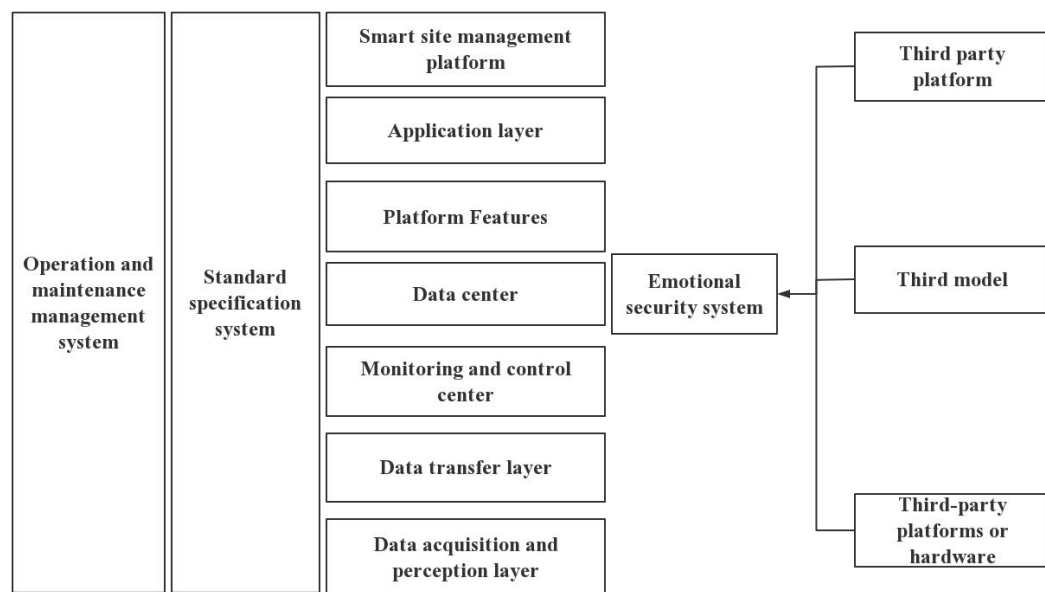 Operation and
maintenance
management
system
Standard
specification
system
Smart site management
platform
Application layer
Platform Features
Data center
Monitoring and control
center
Data transfer layer
Data acquisition and
perception layer
Emotional
security system
Third party
platform
Third model
Third-party
platforms or
hardware